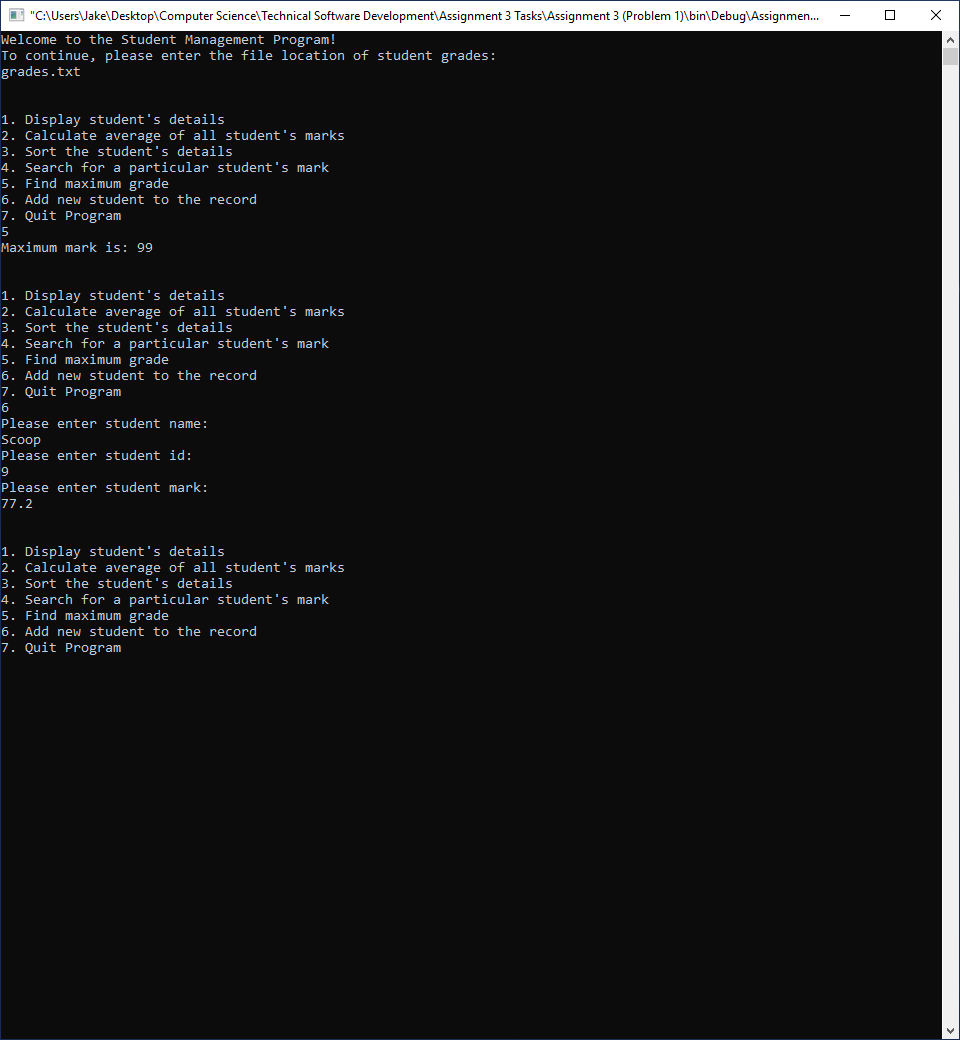 "C:\Users\Jake\Desktop\Computer Science\Technical Software Development\Assignment 3 Tasks\Assignment 3 (Problem 1)\bin\Debug\Assignmen...
Welcome to the Student Management Program!
To continue, please enter the file location of student grades:
grades.txt
1. Display student's details
2. Calculate average of all student's marks
3. Sort the student's details
4. Search for a particular student's mark
5. Find maximum grade
6. Add new student to the record
7. Quit Program
5
Maximum mark is: 99
1. Display student's details
2. Calculate average of all student's marks
3. Sort the student's details
4. Search for a particular student's mark
5. Find maximum grade
6. Add new student to the record
7. Quit Program
6
Please enter student name:
Scoop
Please enter student id:
9
Please enter student mark:
77.2
1. Display student's details
2. Calculate average of all student's marks
3. Sort the student's details
4. Search for a particular student's mark
5. Find maximum grade
6. Add new student to the record
7. Quit Program